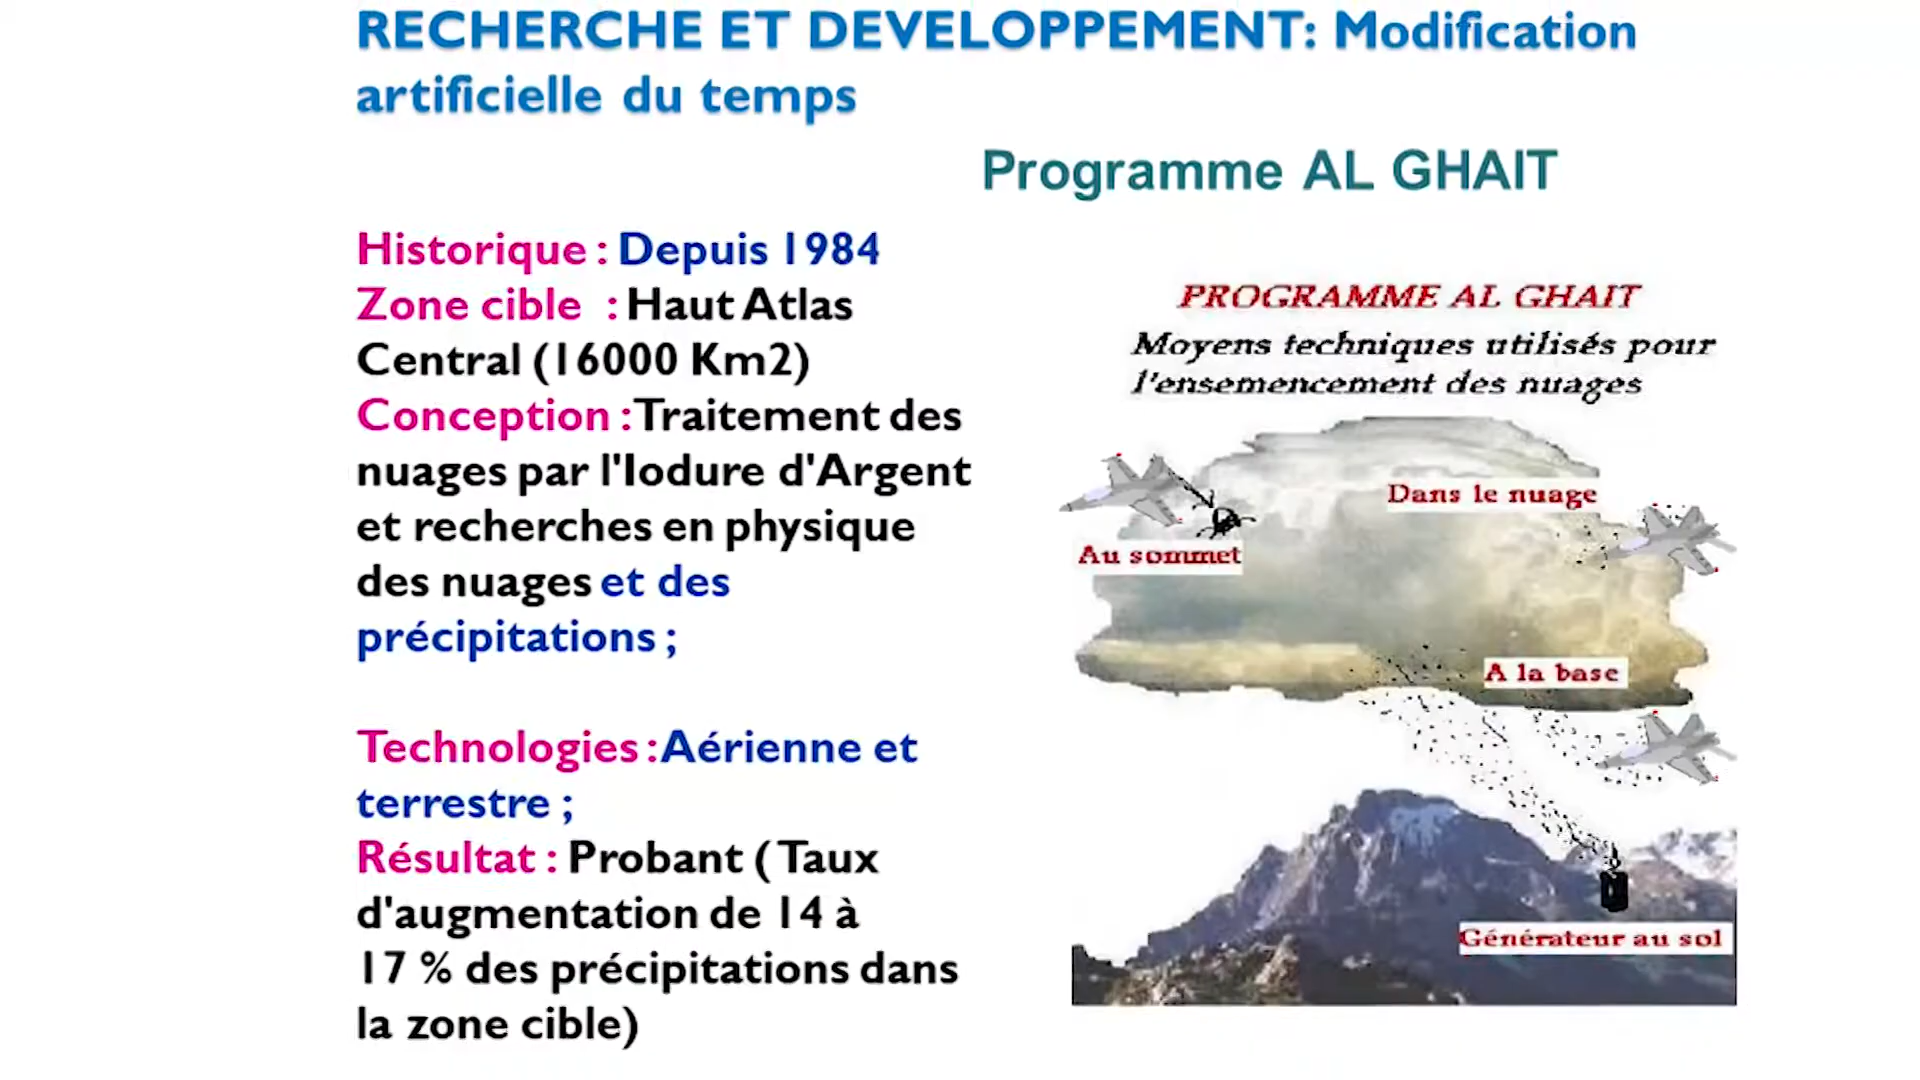 RECHERCHE ET DEVELOPPEMENT: Modification
artificielle du temps
Programme AL GHAIT
Historique : Depuis 1984
Zone cible : Haut Atlas
Central (16000 Km2)
Conception : Traitement des
nuages par l'Iodure d'Argent
et recherches en physique
des nuages et des
précipitations ;
Technologies : Aérienne et
terrestre ;
Résultat : Probant ( Taux
d'augmentation de 14 à
17 % des précipitations dans
la zone cible)
PROGRAMME AL GHAIT
Moyens techniques utilisés pour
l'ensemencement des nuages
Dans le nuage
Au sommet
A la base
Générateur au sol